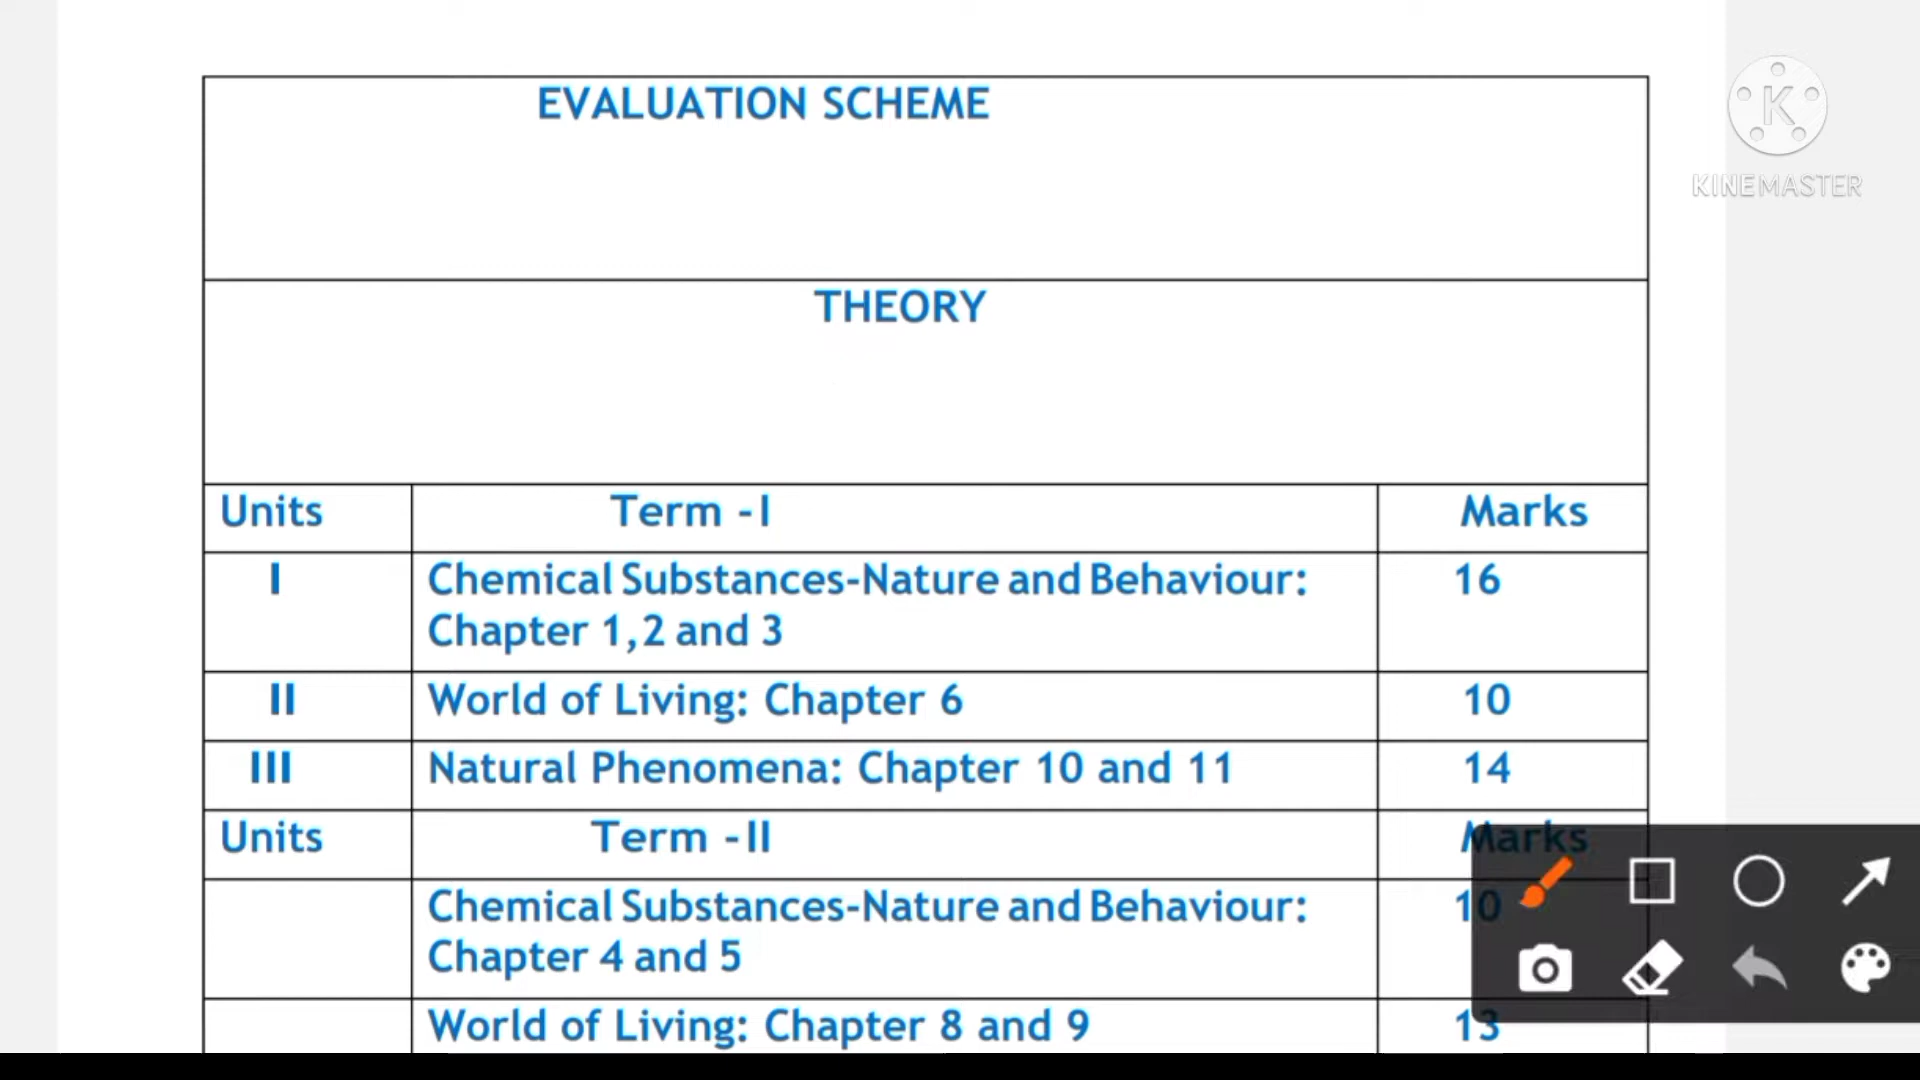 EVALUATION SCHEME
K
KINEMASTER
THEORY
Units Term -I Marks
I Chemical Substances-Nature and Behaviour: 16
Chapter 1,2 and 3
II World of Living: Chapter 6 10
III Natural Phenomena: Chapter 10 and 11 14
Units Term -II Marks
Chemical Substances-Nature and Behaviour: 10
Chapter 4 and 5
World of Living: Chapter 8 and 9 13